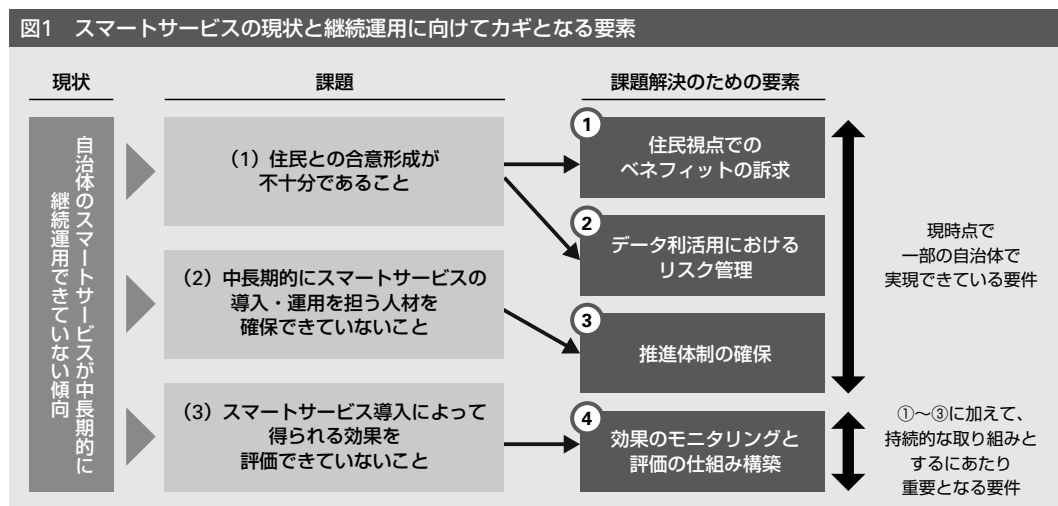 図1 スマートサービスの現状と継続運用に向けてカギとなる要素
現状
課題
課題解決のための要素
自治体のスマートサービスが中長期的に
継続運用できていない傾向
(1)住民との合意形成が
不十分であること
(2)中長期的にスマートサービスの
導入・運用を担う人材を
確保できていないこと
(3)スマートサービス導入によって
得られる効果を
評価できていないこと
1
住民視点での
ベネフィットの訴求
2
データ利活用における
リスク管理
3
推進体制の確保
4
効果のモニタリングと
評価の仕組み構築
現時点で
一部の自治体で
実現できている要件
①~③に加えて、
持続的な取り組みと
するにあたり
重要となる要件